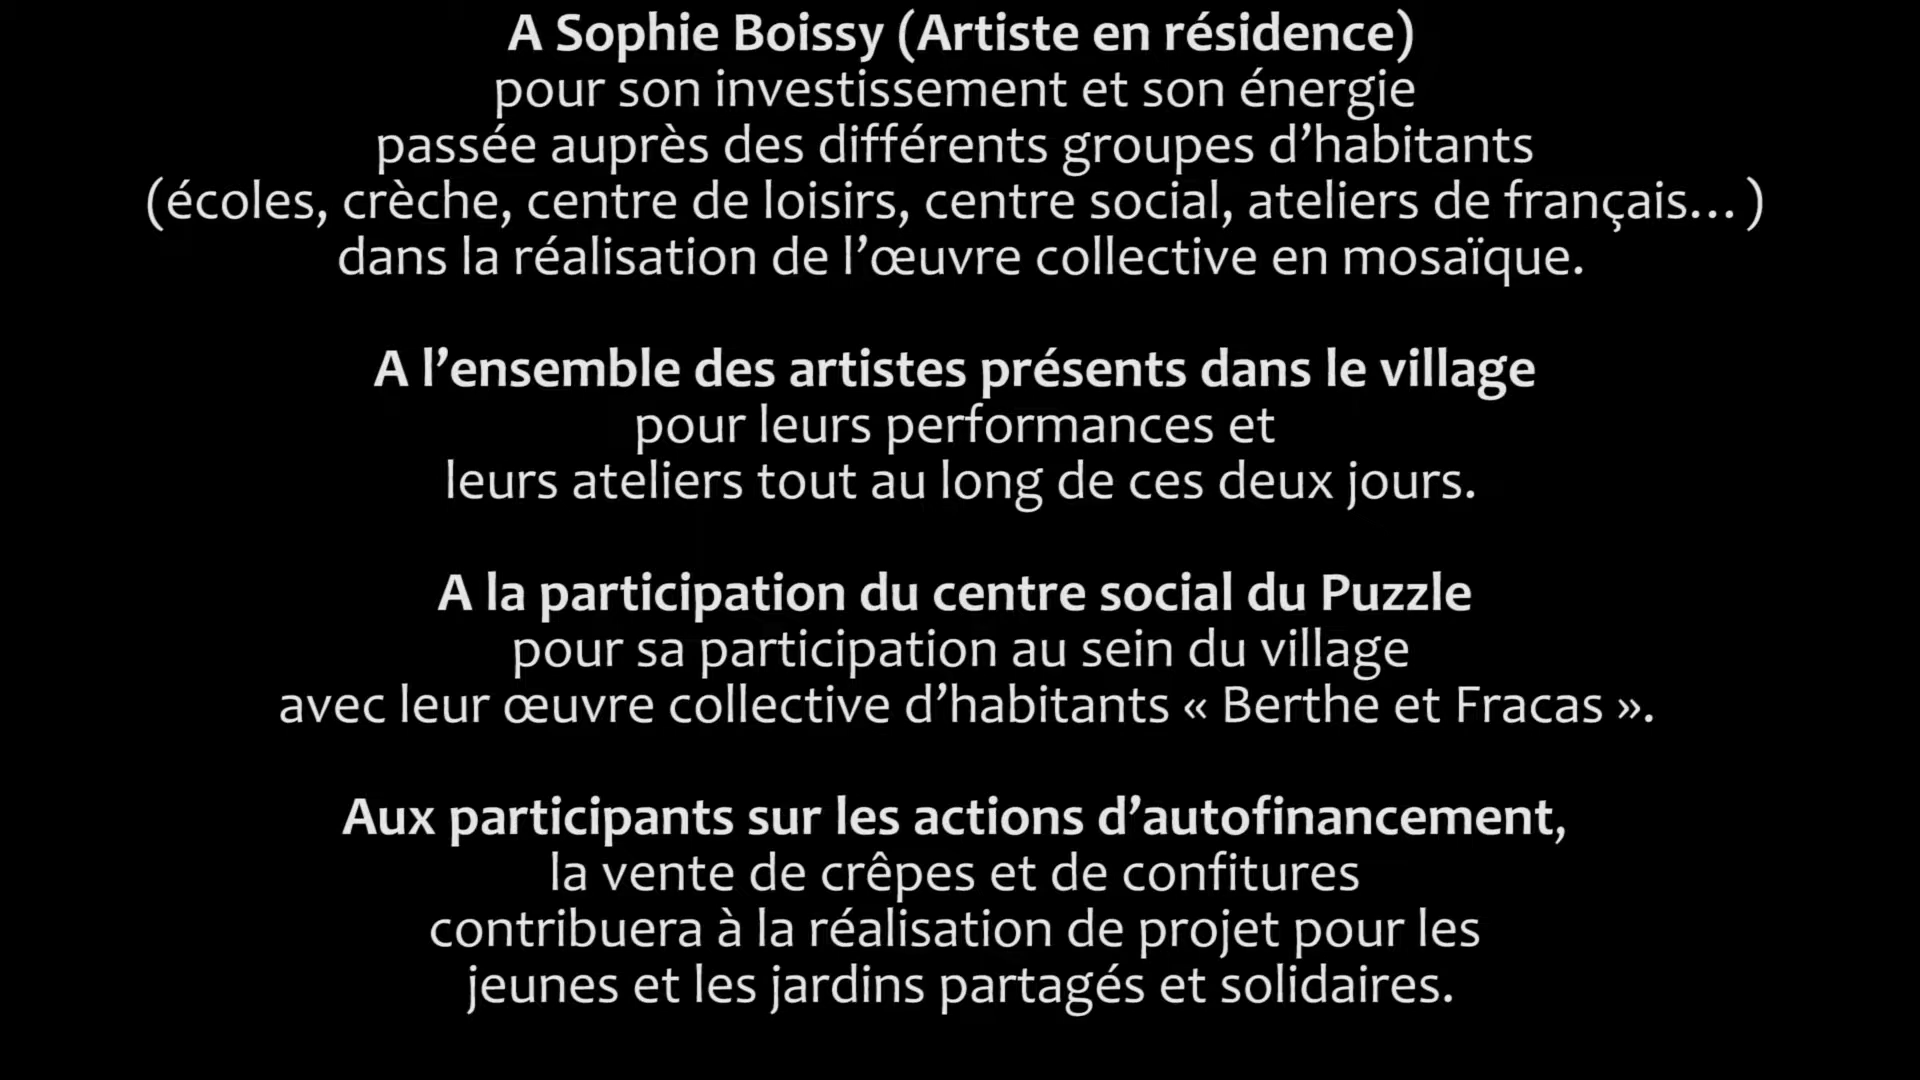 A Sophie Boissy (Artiste en résidence)
pour son investissement et son énergie
passée auprès des différents groupes d’habitants
(écoles, crèche, centre de loisirs, centre social, ateliers de français…)
dans la réalisation de l’œuvre collective en mosaïque.
A l’ensemble des artistes présents dans le village
pour leurs performances et
leurs ateliers tout au long de ces deux jours.
A la participation du centre social du Puzzle
pour sa participation au sein du village
avec leur œuvre collective d’habitants « Berthe et Fracas ».
Aux participants sur les actions d’autofinancement,
la vente de crêpes et de confitures
contribuera à la réalisation de projet pour les
jeunes et les jardins partagés et solidaires.